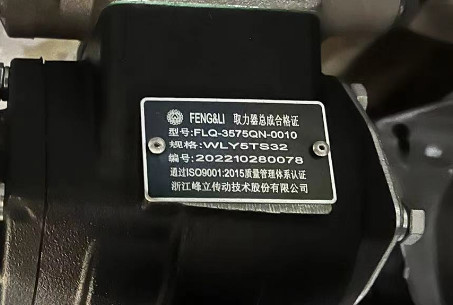 FENG&LI 取力器总成合格证
型号:FLQ-3575QN-0010
规格:WLY5TS32
编号:202210280078
通过ISO9001:2015质量管理体系认证
浙江峰立传动技术股份有限公司